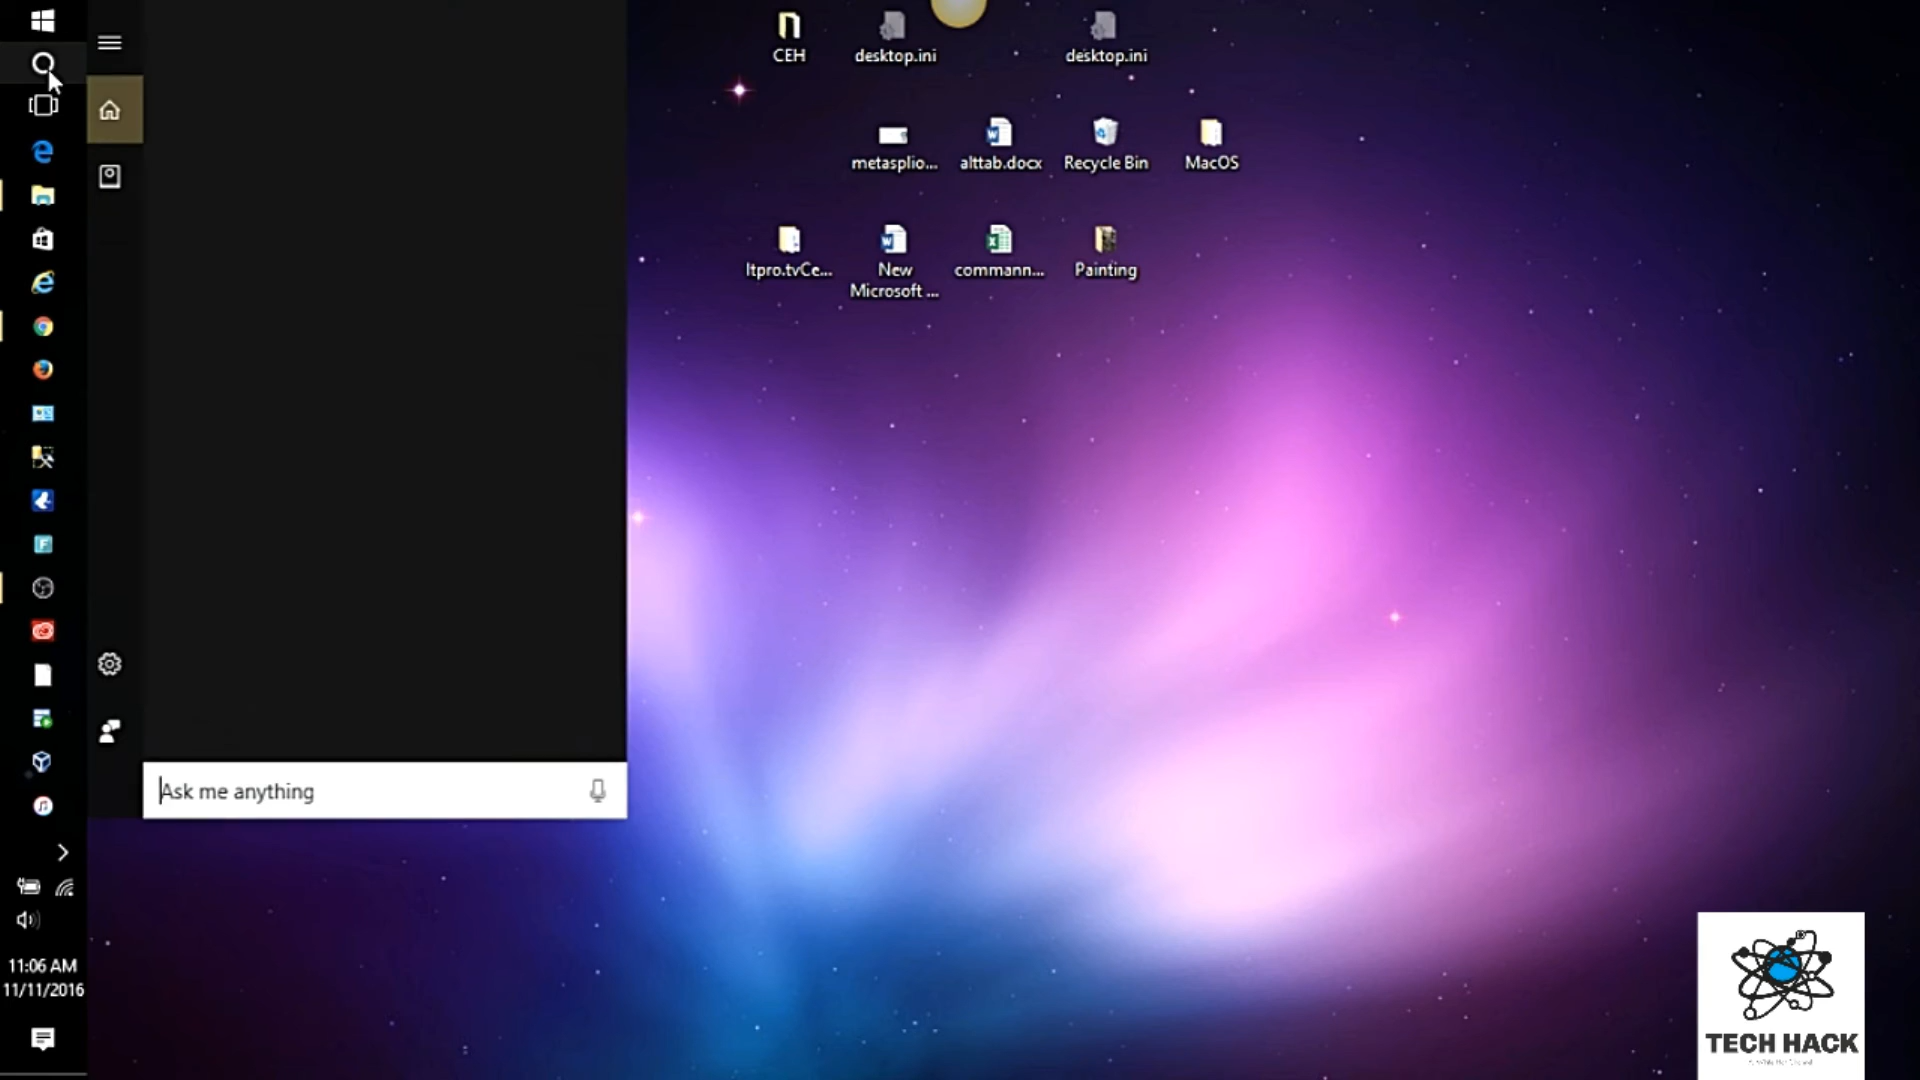 CEH
desktop.ini
desktop.ini
metasplio...
alttab.docx
Recycle Bin
MacOS
Itpro.tvCe...
New
Microsoft ...
commann...
Painting
Ask me anything
11:06 AM
11/11/2016
TECH HACK